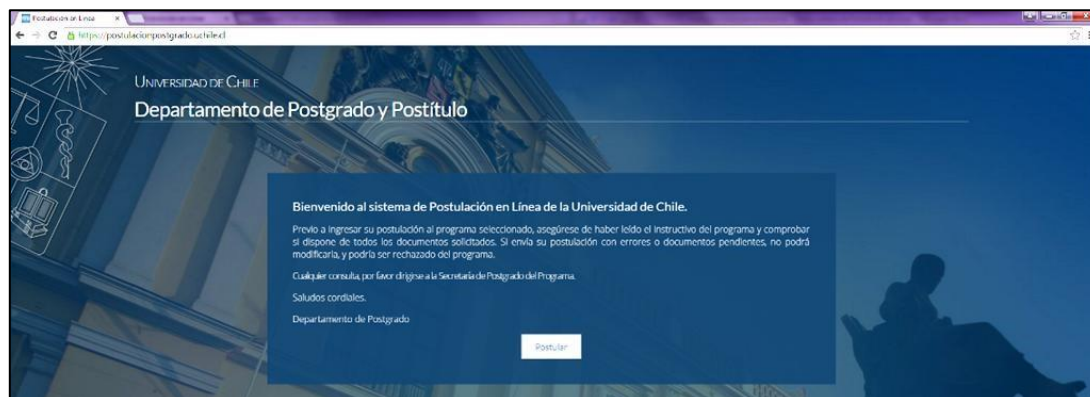 Postulación en Línea
https://postulacionpostgrado.uchile.cl
UNIVERSIDAD DE CHILE
Departamento de Postgrado y Postítulo
Bienvenido al sistema de Postulación en Línea de la Universidad de Chile.
Previo a ingresar su postulación al programa seleccionado, asegúrese de haber leído el instructivo del programa y comprobar
si dispone de todos los documentos solicitados. Si envía su postulación con errores o documentos pendientes, no podrá
modificarla, y podría ser rechazado del programa.
Cualquier consulta, por favor dirigirse a la Secretaría de Postgrado del Programa.
Saludos cordiales.
Departamento de Postgrado
Postular